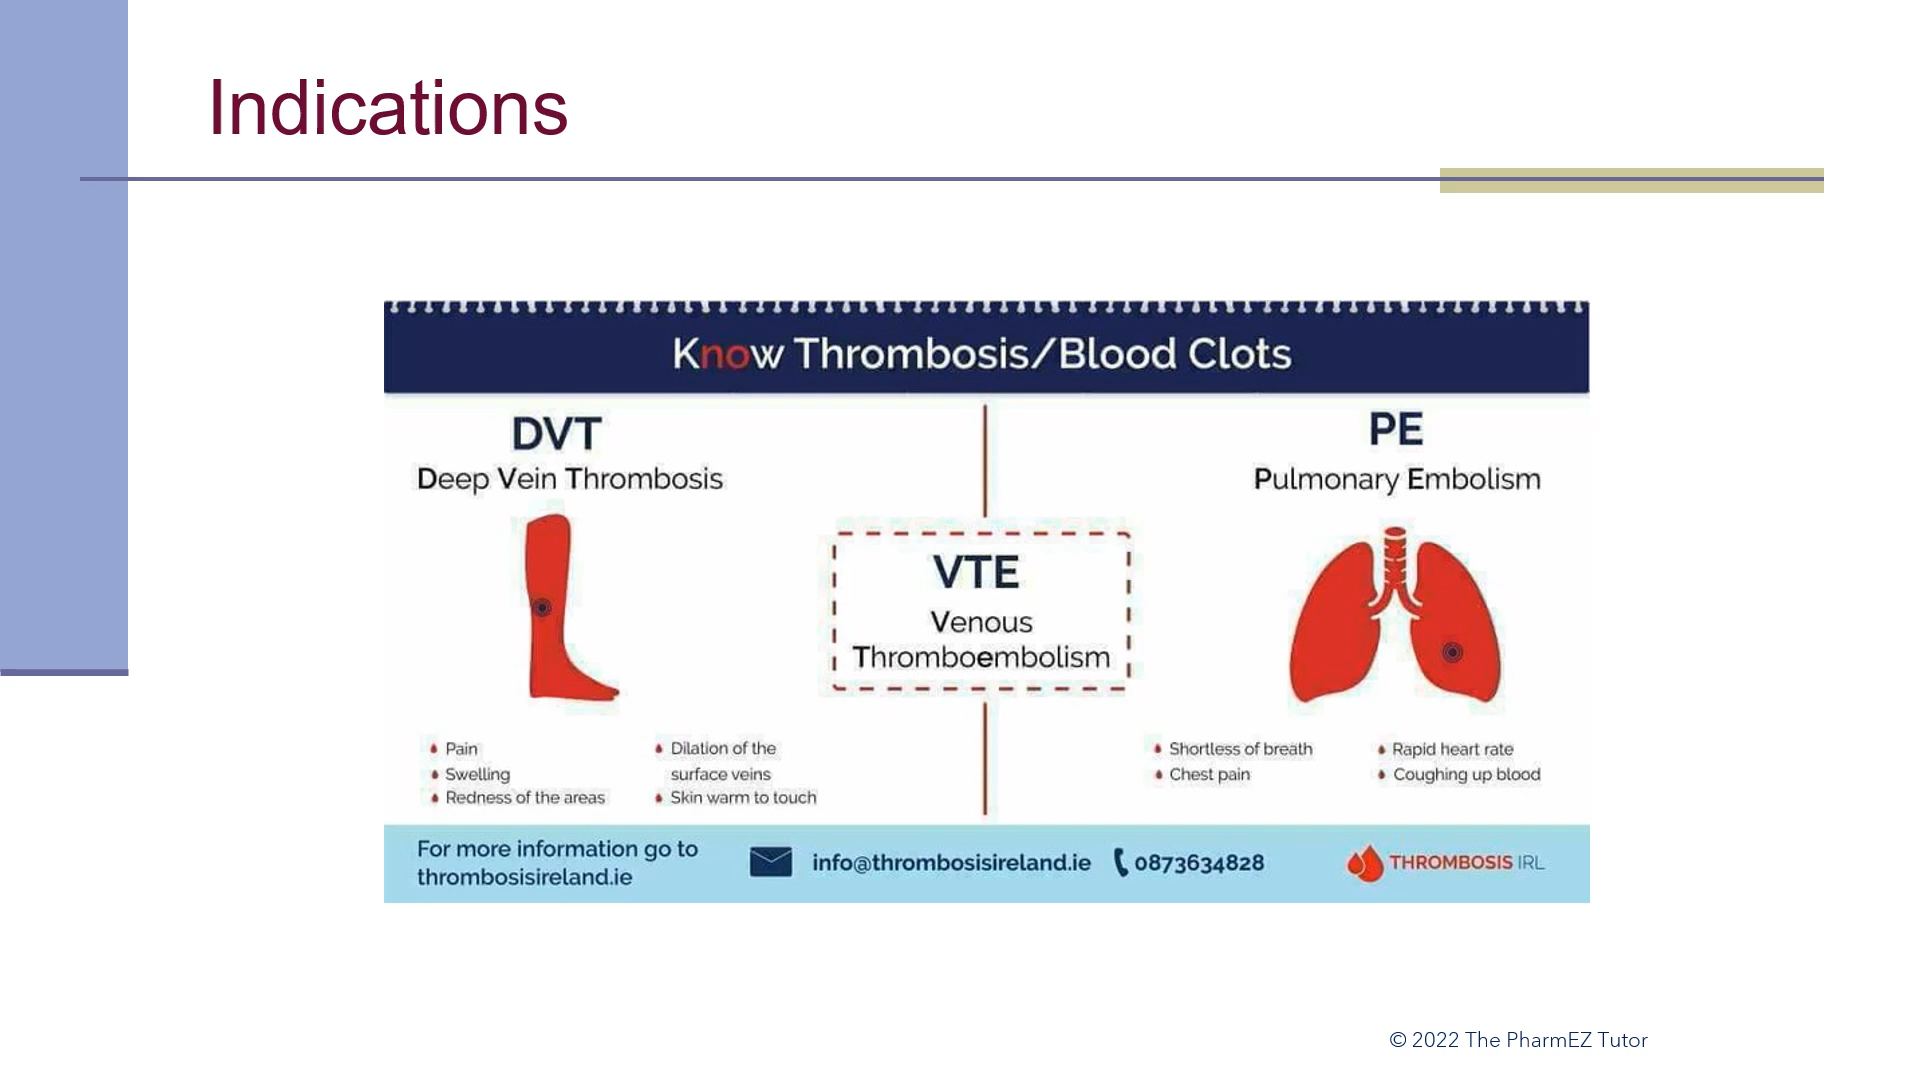 Indications
Know Thrombosis/Blood Clots
DVT
Deep Vein Thrombosis
PE
Pulmonary Embolism
VTE
Venous
Thromboembolism
Pain
Swelling
Redness of the areas
Dilation of the
surface veins
Skin warm to touch
Shortless of breath
Chest pain
Rapid heart rate
Coughing up blood
For more information go to
thrombosisireland.ie
info@thrombosisireland.ie
0873634828
THROMBOSIS IRL
© 2022 The PharmEZ Tutor